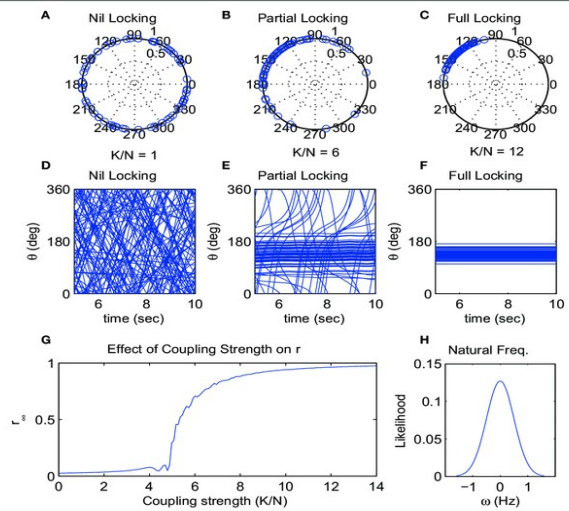 A Nil Locking
B Partial Locking
C Full Locking
90 1
120 60
0.5
150 30
180 0
210 330
240 300
270
90 1
120 60
0.5
150 30
180 0
210 330
240 300
270
90 1
120 60
0.5
150 30
180 0
210 330
240 300
270
K/N = 1
K/N = 6
K/N = 12
D Nil Locking
E Partial Locking
F Full Locking
θ (deg)
360
180
0
6 8 10
time (sec)
θ (deg)
360
180
0
6 8 10
time (sec)
θ (deg)
360
180
0
6 8 10
time (sec)
G Effect of Coupling Strength on r
r∞
1
0.5
0
0 2 4 6 8 10 12 14
Coupling strength (K/N)
H Natural Freq.
Likelihood
0.15
0.1
0.05
0
−1 0 1
ω (Hz)